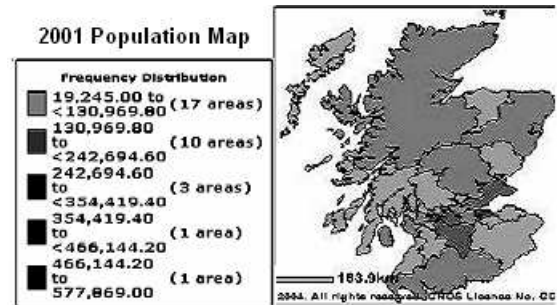 2001 Population Map
Frequency Distribution
19,245.00 to
<130,969.80
(17 areas)
130,969.80
to
<242,694.60
(10 areas)
242,694.60
to
<354,419.40
(3 areas)
354,419.40
to
<466,144.20
(1 area)
466,144.20
to
577,869.00
(1 area)
163.9km
2004. All rights reserved
Licence No.